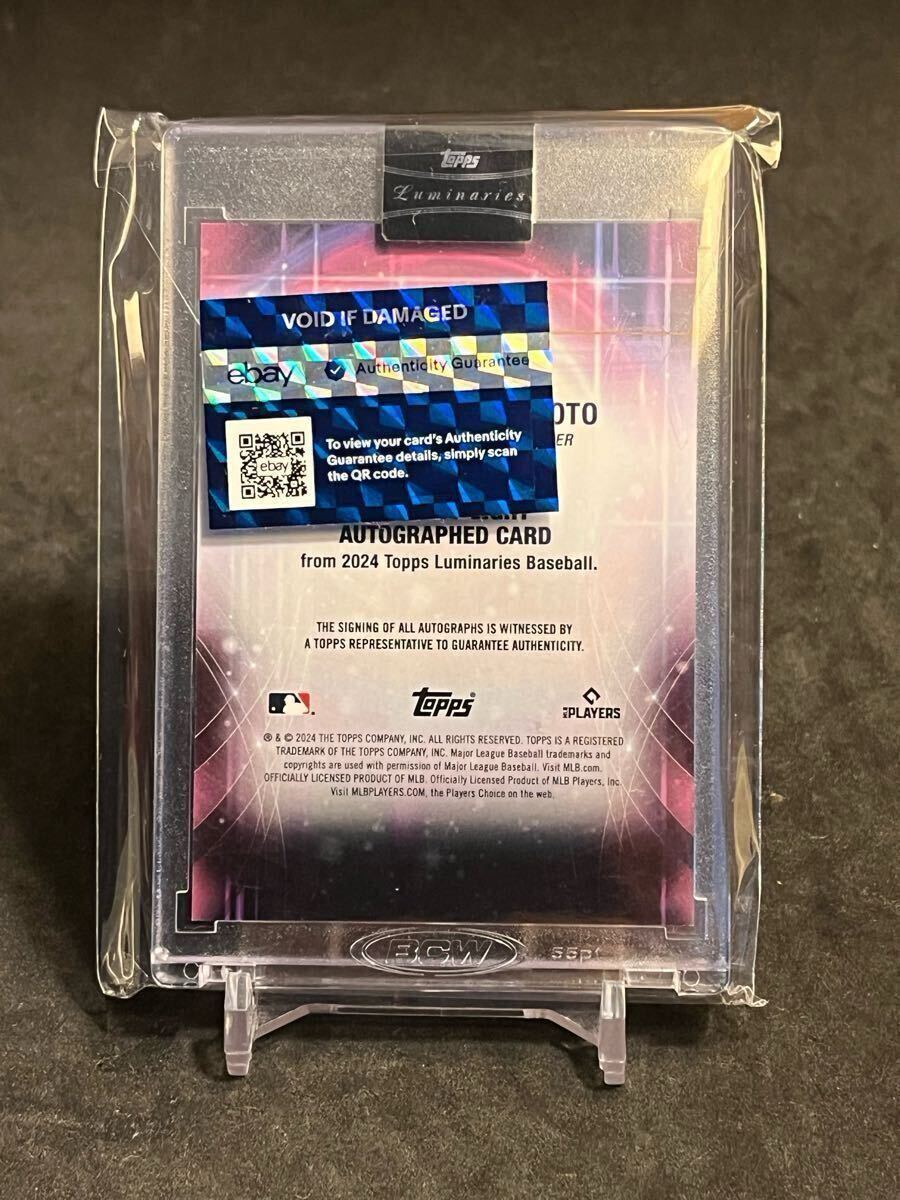 topps
Luminaries
VOID IF DAMAGED
ebay Authenticity Guarantee
OTO
ER
ebay
To view your card's Authenticity
Guarantee details, simply scan
the QR code.
AUTOGRAPHED CARD
from 2024 Topps Luminaries Baseball.
THE SIGNING OF ALL AUTOGRAPHS IS WITNESSED BY
A TOPPS REPRESENTATIVE TO GUARANTEE AUTHENTICITY.
topps®
MLB PLAYERS
® & © 2024 THE TOPPS COMPANY, INC. ALL RIGHTS RESERVED. TOPPS IS A REGISTERED
TRADEMARK OF THE TOPPS COMPANY, INC. Major League Baseball trademarks and
copyrights are used with permission of Major League Baseball. Visit MLB.com.
OFFICIALLY LICENSED PRODUCT OF MLB. Officially Licensed Product of MLB Players, Inc.
Visit MLBPLAYERS.COM, the Players Choice on the web.
BCW 55pt